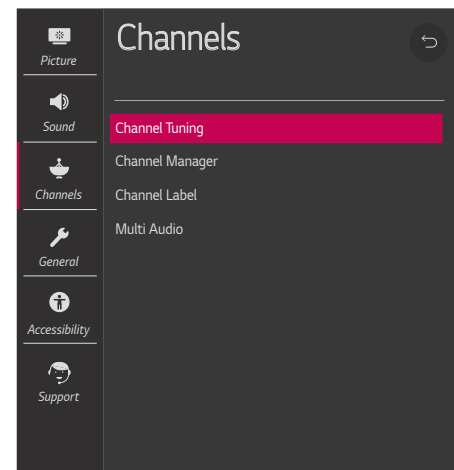 Channels
Picture
Sound
Channels
General
Accessibility
Support
Channel Tuning
Channel Manager
Channel Label
Multi Audio